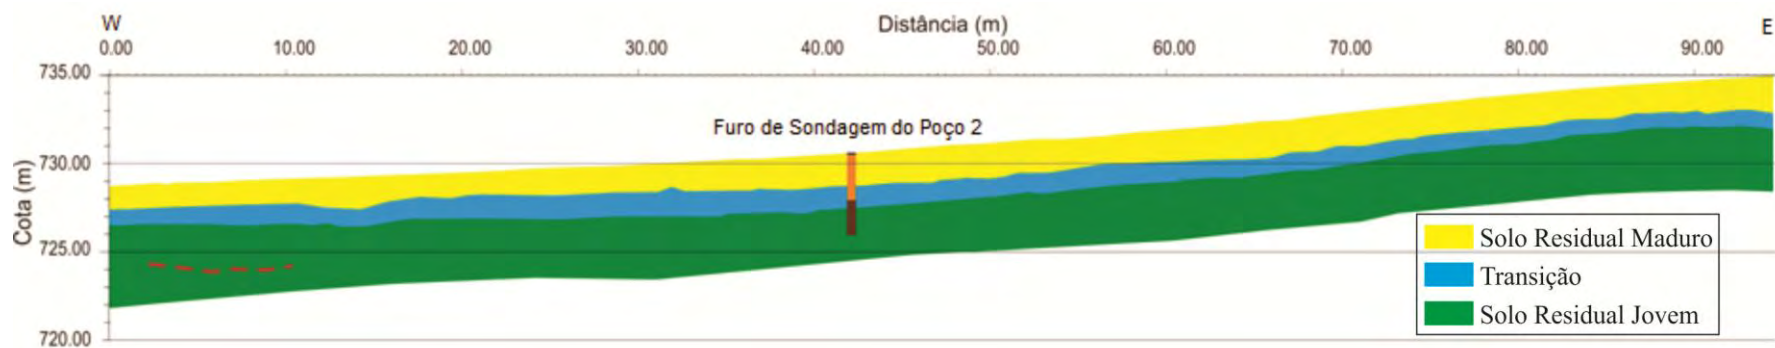 W Distância (m) E
0.00 10.00 20.00 30.00 40.00 50.00 60.00 70.00 80.00 90.00
735.00
Furo de Sondagem do Poço 2
730.00
Cota (m)
725.00
720.00
Solo Residual Maduro
Transição
Solo Residual Jovem